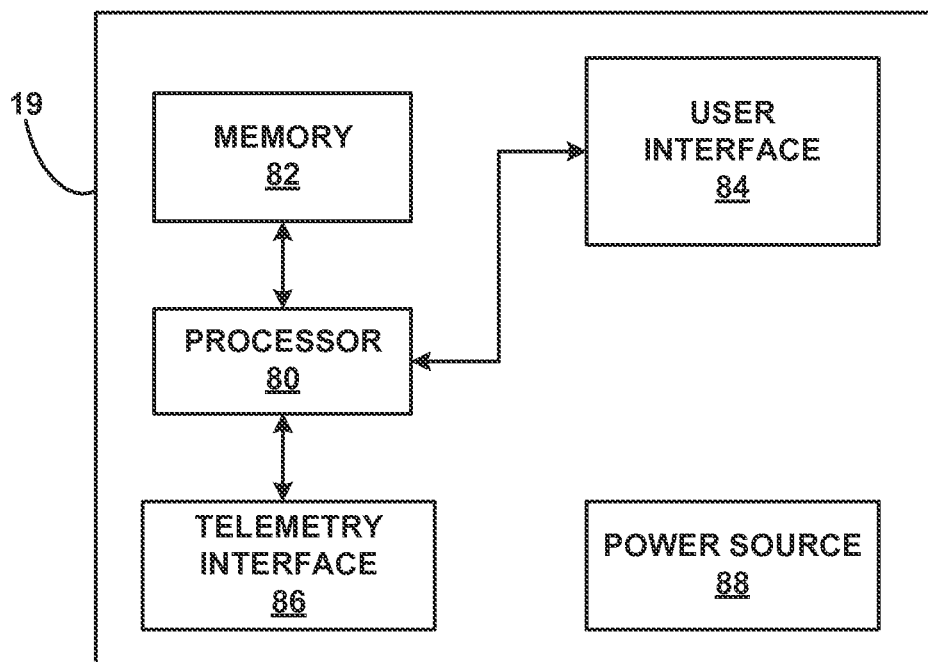 19
MEMORY
82
USER
INTERFACE
84
PROCESSOR
80
TELEMETRY
INTERFACE
86
POWER SOURCE
88